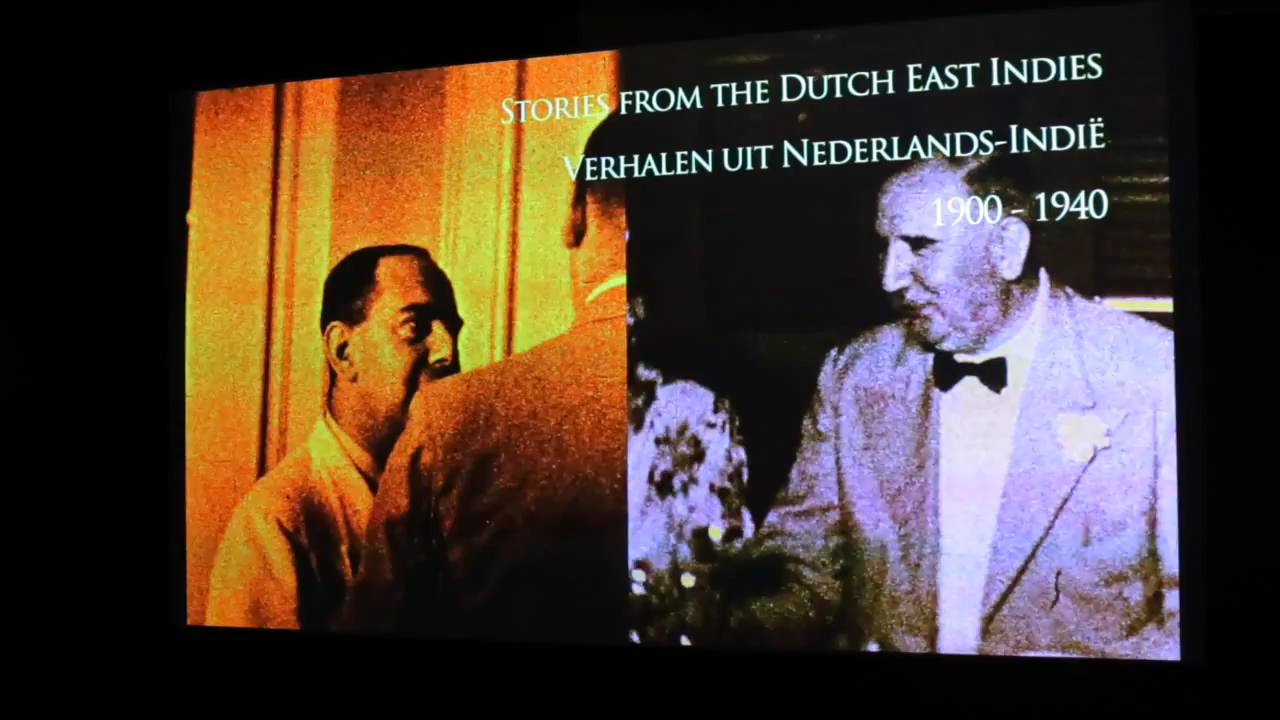 Stories from the Dutch East Indies
Verhalen uit Nederlands-Indië
1900 - 1940